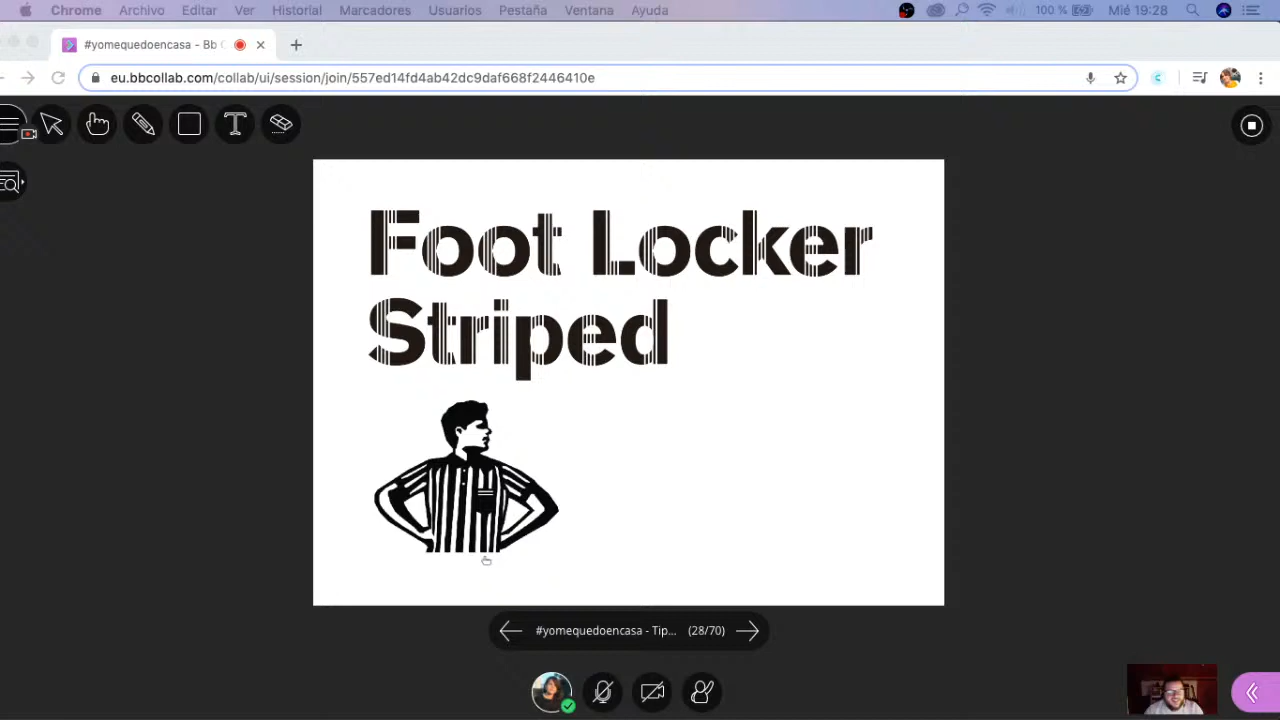 Chrome Archivo Editar Ver Historial Marcadores Usuarios Pestaña Ventana Ayuda 100 % Mié 19:28
#yomequedoencasa - Bb
eu.bbcollab.com/collab/ui/session/join/557ed14fd4ab42dc9daf668f2446410e
T
Foot Locker
Striped
#yomequedoencasa - Tip... (28/70)